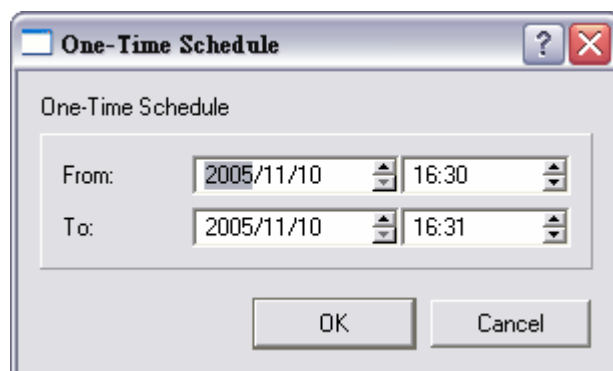 One-Time Schedule
?
One-Time Schedule
From: 2005/11/10 16:30
To: 2005/11/10 16:31
OK Cancel